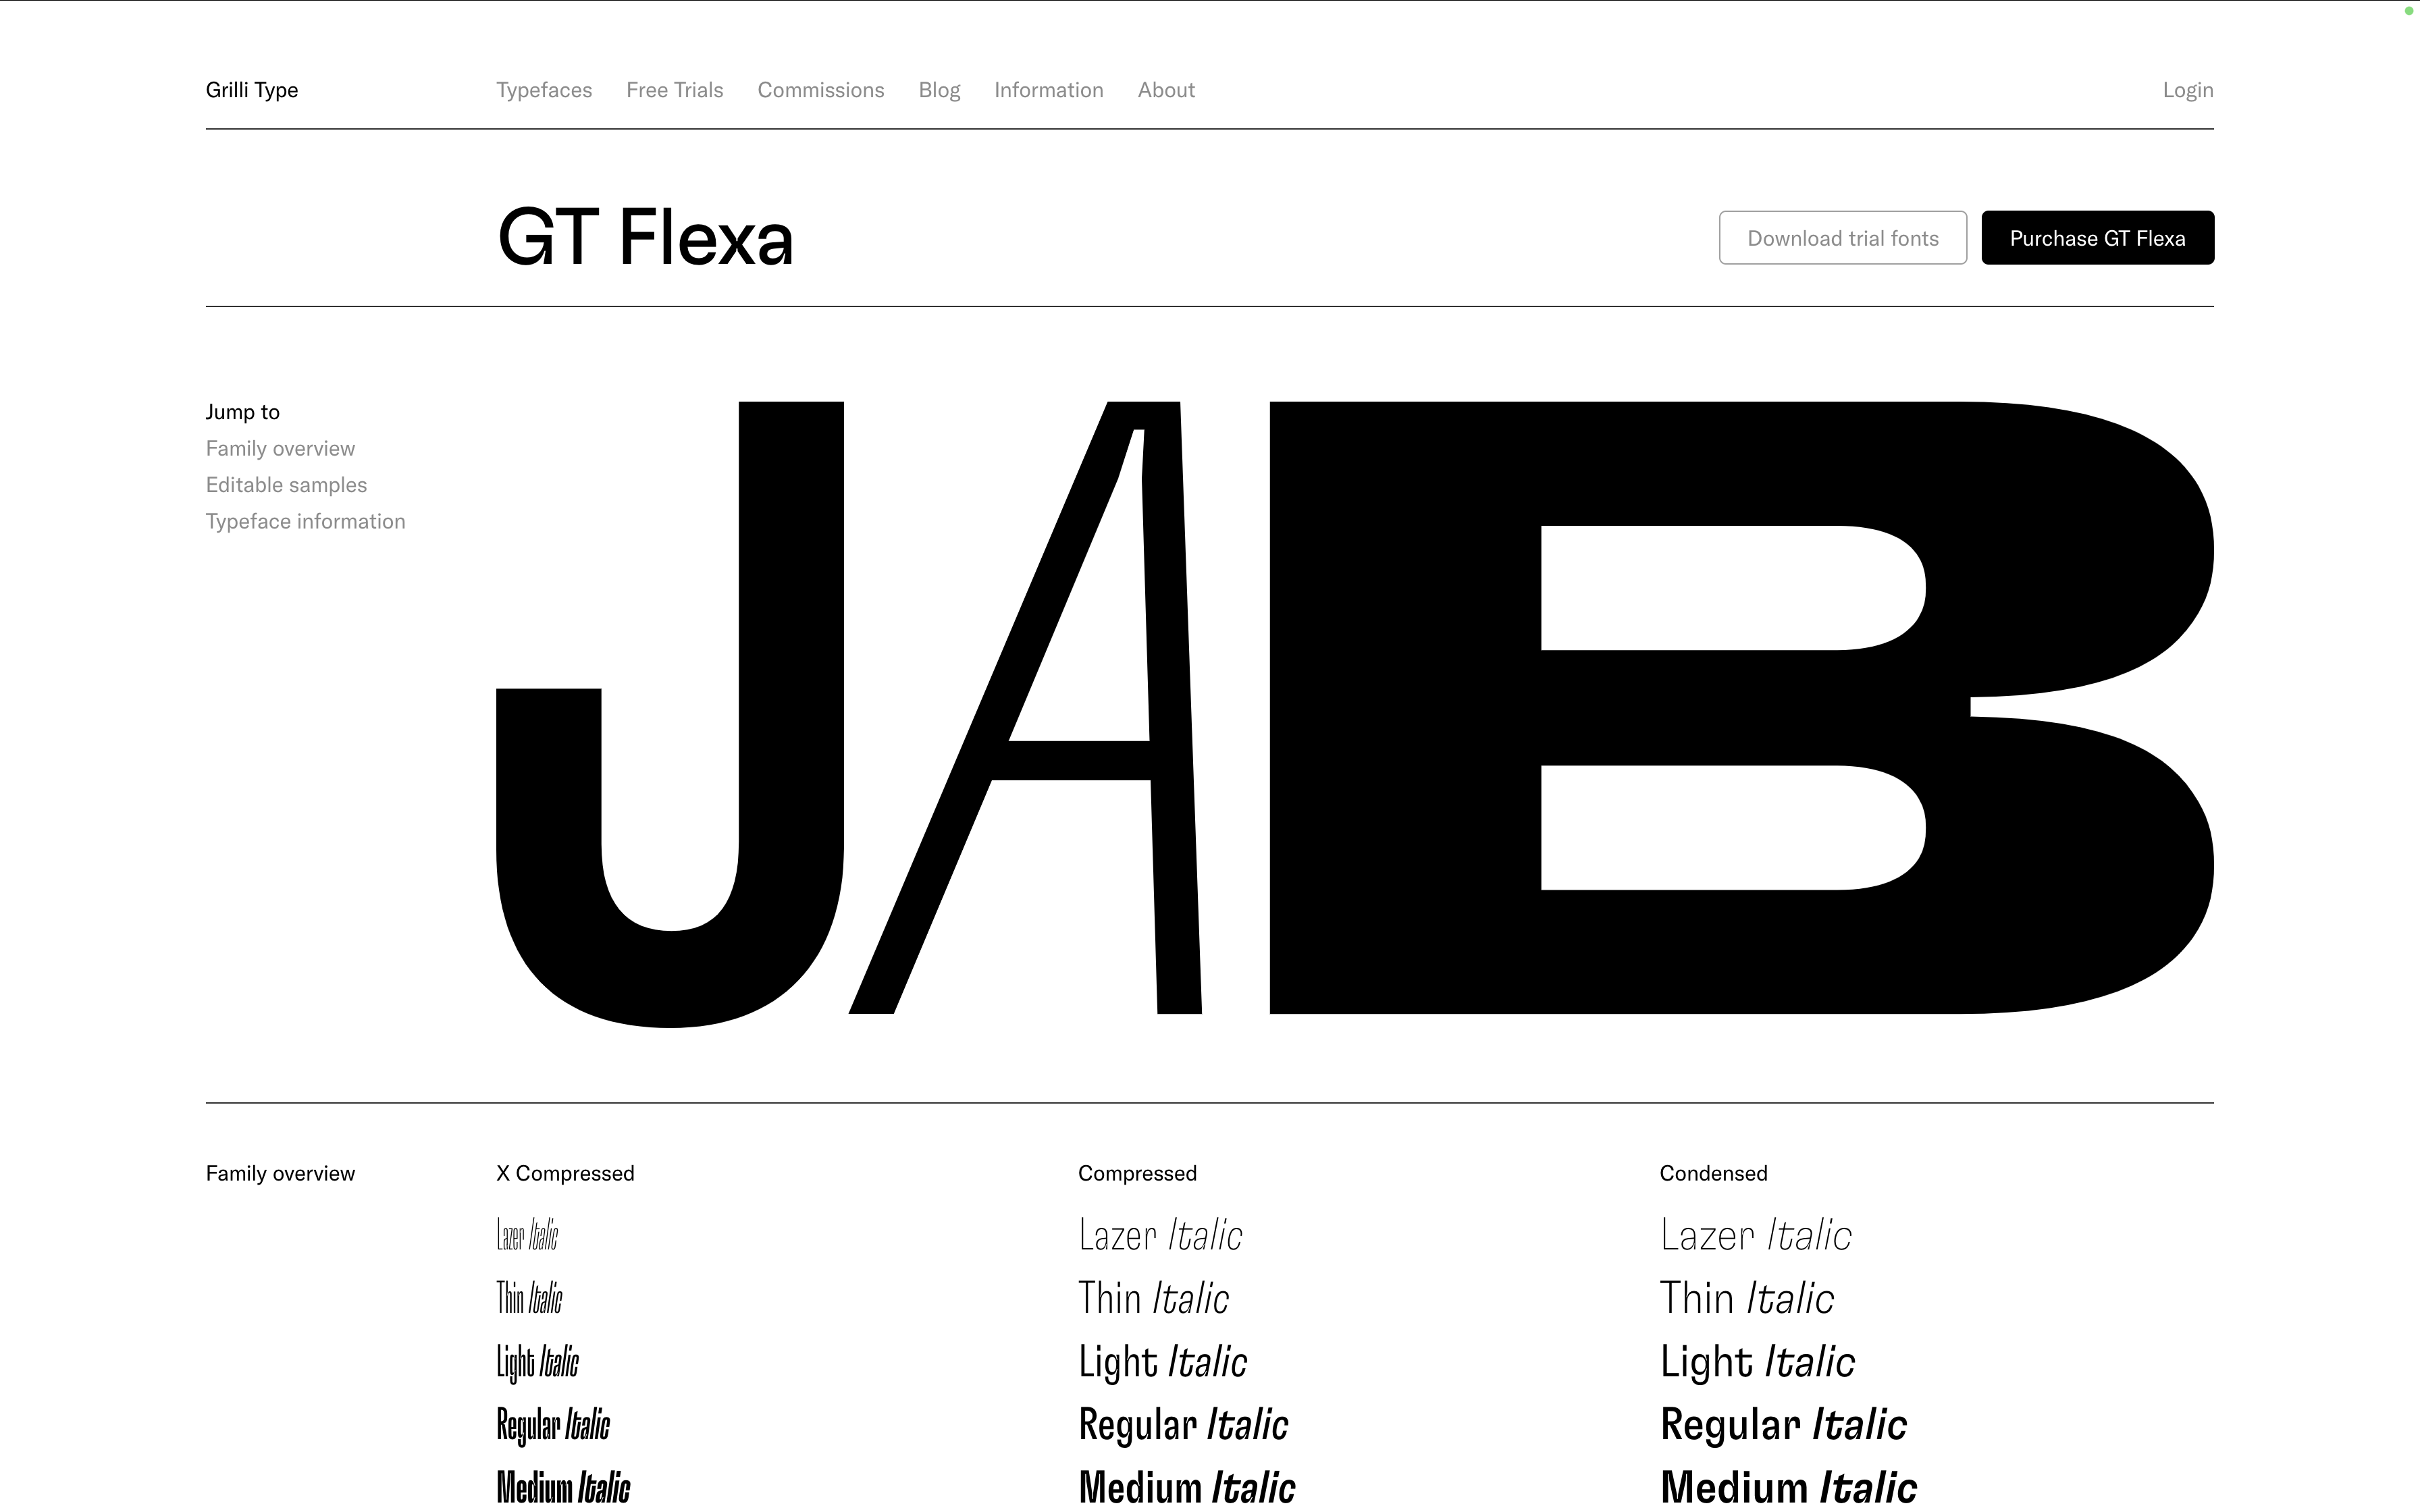 Grilli Type Typefaces Free Trials Commissions Blog Information About Login
GT Flexa
Download trial fonts Purchase GT Flexa
Jump to
Family overview
Editable samples
Typeface information
JAB
Family overview
X Compressed
Lazer Italic
Thin Italic
Light Italic
Regular Italic
Medium Italic
Compressed
Lazer Italic
Thin Italic
Light Italic
Regular Italic
Medium Italic
Condensed
Lazer Italic
Thin Italic
Light Italic
Regular Italic
Medium Italic